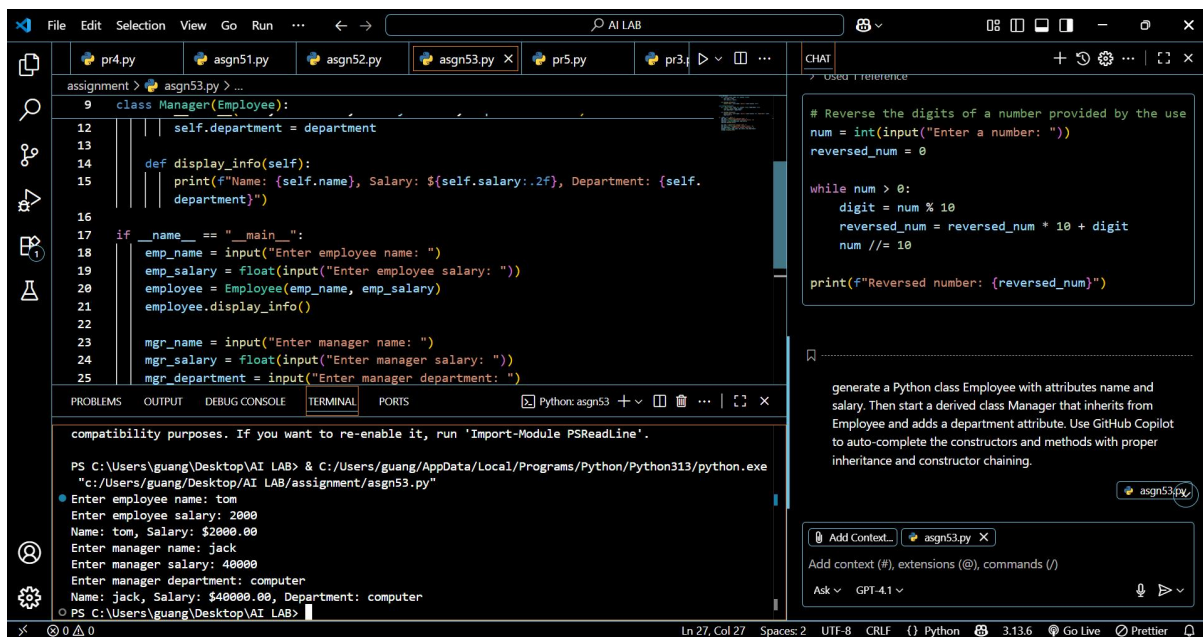 File Edit Selection View Go Run ··· AI LAB
pr4.py asgn51.py asgn52.py asgn53.py pr5.py pr3.p
assignment > asgn53.py > ...
9 class Manager(Employee):
12 self.department = department
13
14 def display_info(self):
15 print(f"Name: {self.name}, Salary: ${self.salary:.2f}, Department: {self.
department}")
16
17 if __name__ == "__main__":
18 emp_name = input("Enter employee name: ")
19 emp_salary = float(input("Enter employee salary: "))
20 employee = Employee(emp_name, emp_salary)
21 employee.display_info()
22
23 mgr_name = input("Enter manager name: ")
24 mgr_salary = float(input("Enter manager salary: "))
25 mgr_department = input("Enter manager department: ")
PROBLEMS OUTPUT DEBUG CONSOLE TERMINAL PORTS Python: asgn53
compatibility purposes. If you want to re-enable it, run 'Import-Module PSReadLine'.
PS C:\Users\guang\Desktop\AI LAB> & C:/Users/guang/AppData/Local/Programs/Python/Python313/python.exe
"c:/Users/guang/Desktop/AI LAB/assignment/asgn53.py"
Enter employee name: tom
Enter employee salary: 2000
Name: tom, Salary: $2000.00
Enter manager name: jack
Enter manager salary: 40000
Enter manager department: computer
Name: jack, Salary: $40000.00, Department: computer
PS C:\Users\guang\Desktop\AI LAB>
CHAT
> Used 1 reference
# Reverse the digits of a number provided by the use
num = int(input("Enter a number: "))
reversed_num = 0
while num > 0:
digit = num % 10
reversed_num = reversed_num * 10 + digit
num //= 10
print(f"Reversed number: {reversed_num}")
generate a Python class Employee with attributes name and
salary. Then start a derived class Manager that inherits from
Employee and adds a department attribute. Use GitHub Copilot
to auto-complete the constructors and methods with proper
inheritance and constructor chaining.
asgn53.py
Add Context... asgn53.py
Add context (#), extensions (@), commands (/)
Ask GPT-4.1
1
0 0 Ln 27, Col 27 Spaces: 2 UTF-8 CRLF {} Python 3.13.6 Go Live Prettier